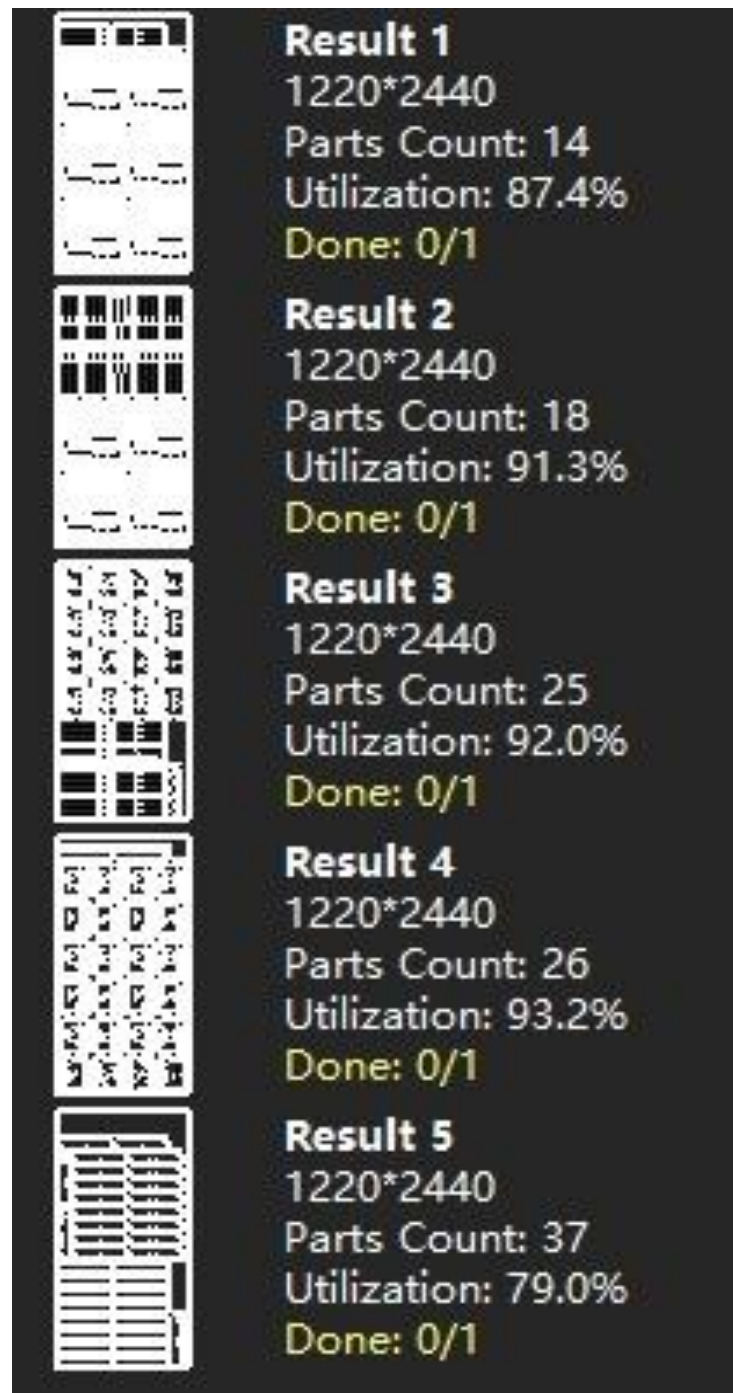 Result 1
1220*2440
Parts Count: 14
Utilization: 87.4%
Done: 0/1
Result 2
1220*2440
Parts Count: 18
Utilization: 91.3%
Done: 0/1
Result 3
1220*2440
Parts Count: 25
Utilization: 92.0%
Done: 0/1
Result 4
1220*2440
Parts Count: 26
Utilization: 93.2%
Done: 0/1
Result 5
1220*2440
Parts Count: 37
Utilization: 79.0%
Done: 0/1